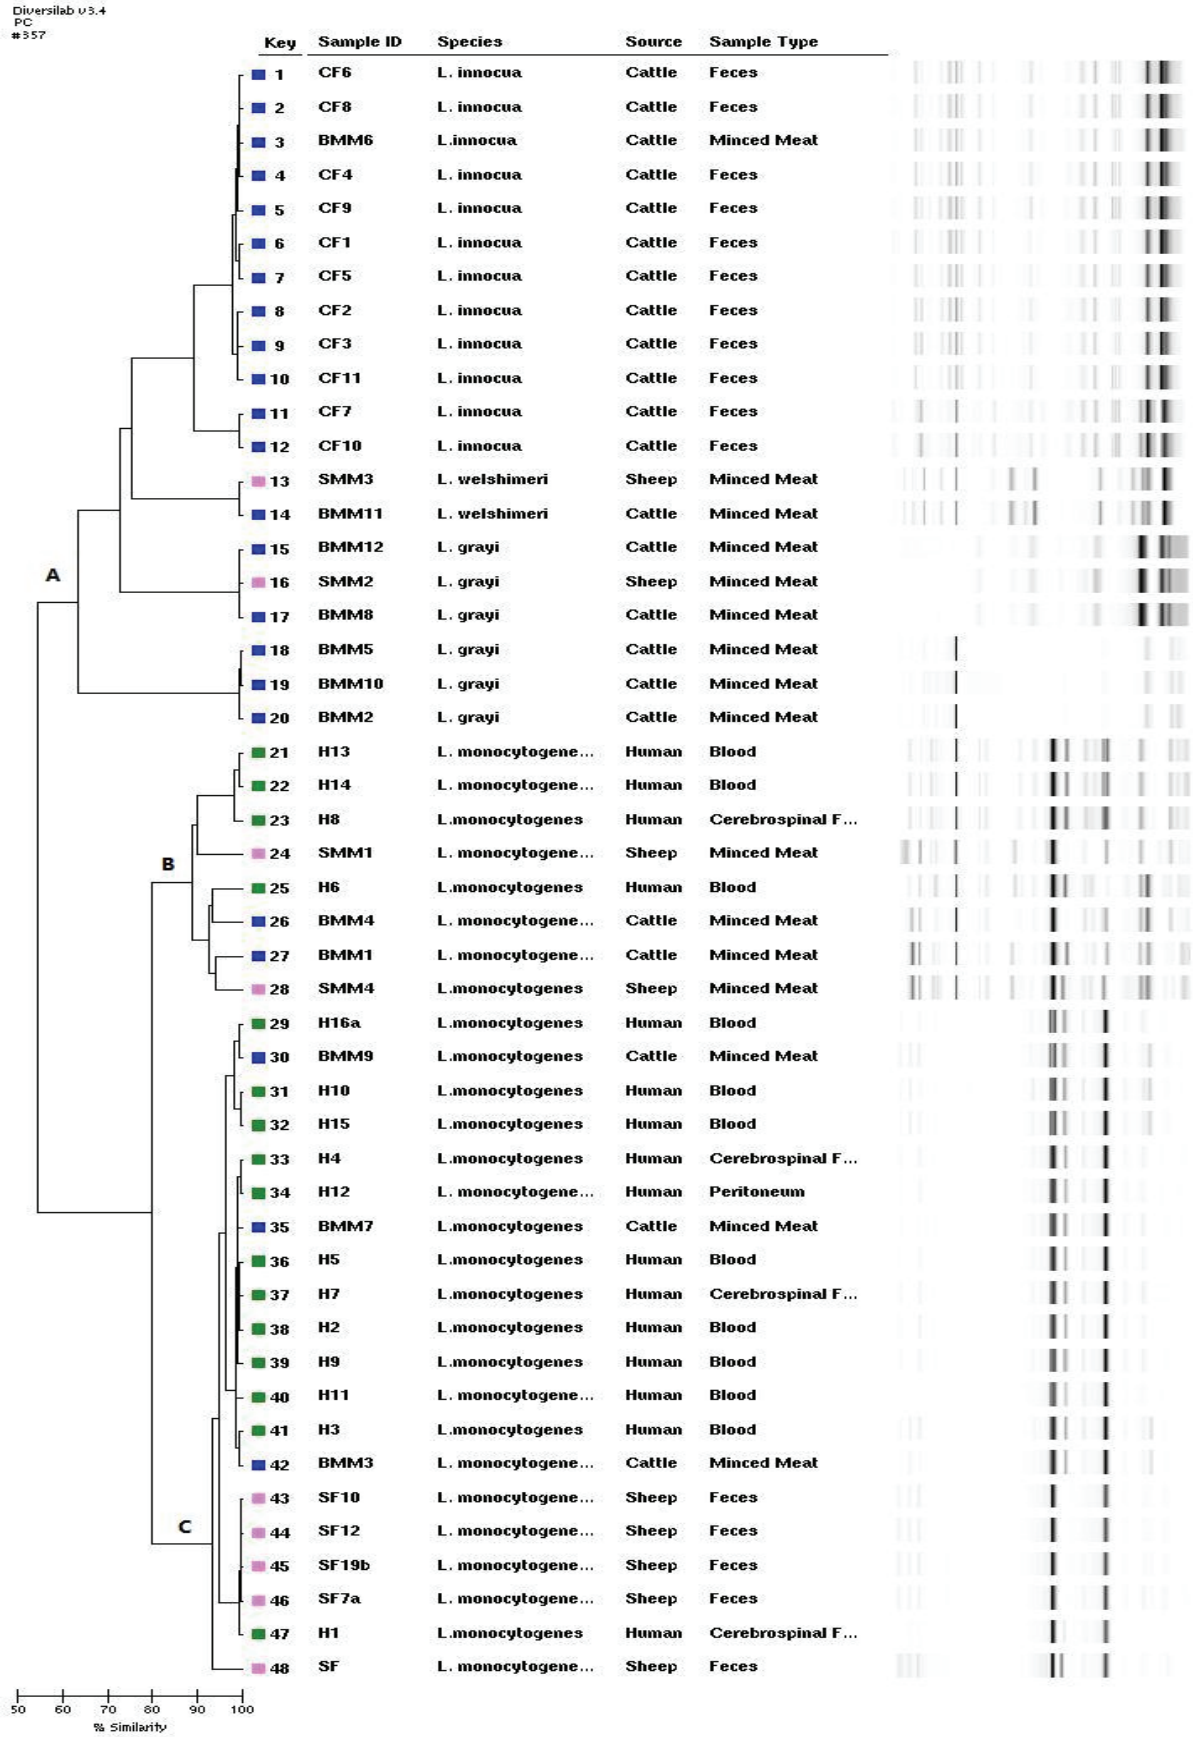 Diversilab v3.4
PC
#357
Key Sample ID Species Source Sample Type
1 CF6 L. innocua Cattle Feces
2 CF8 L. innocua Cattle Feces
3 BMM6 L.innocua Cattle Minced Meat
4 CF4 L. innocua Cattle Feces
5 CF9 L. innocua Cattle Feces
6 CF1 L. innocua Cattle Feces
7 CF5 L. innocua Cattle Feces
8 CF2 L. innocua Cattle Feces
9 CF3 L. innocua Cattle Feces
10 CF11 L. innocua Cattle Feces
11 CF7 L. innocua Cattle Feces
12 CF10 L. innocua Cattle Feces
13 SMM3 L. welshimeri Sheep Minced Meat
14 BMM11 L. welshimeri Cattle Minced Meat
15 BMM12 L. grayi Cattle Minced Meat
A
16 SMM2 L. grayi Sheep Minced Meat
17 BMM8 L. grayi Cattle Minced Meat
18 BMM5 L. grayi Cattle Minced Meat
19 BMM10 L. grayi Cattle Minced Meat
20 BMM2 L. grayi Cattle Minced Meat
21 H13 L. monocytogene... Human Blood
22 H14 L. monocytogene... Human Blood
23 H8 L.monocytogenes Human Cerebrospinal F...
24 SMM1 L. monocytogene... Sheep Minced Meat
B
25 H6 L.monocytogenes Human Blood
26 BMM4 L. monocytogene... Cattle Minced Meat
27 BMM1 L. monocytogene... Cattle Minced Meat
28 SMM4 L.monocytogenes Sheep Minced Meat
29 H16a L.monocytogenes Human Blood
30 BMM9 L.monocytogenes Cattle Minced Meat
31 H10 L.monocytogenes Human Blood
32 H15 L.monocytogenes Human Blood
33 H4 L.monocytogenes Human Cerebrospinal F...
34 H12 L. monocytogene... Human Peritoneum
35 BMM7 L.monocytogenes Cattle Minced Meat
36 H5 L.monocytogenes Human Blood
37 H7 L.monocytogenes Human Cerebrospinal F...
38 H2 L.monocytogenes Human Blood
39 H9 L.monocytogenes Human Blood
40 H11 L. monocytogene... Human Blood
41 H3 L.monocytogenes Human Blood
42 BMM3 L. monocytogene... Cattle Minced Meat
43 SF10 L. monocytogene... Sheep Feces
C
44 SF12 L. monocytogene... Sheep Feces
45 SF19b L. monocytogene... Sheep Feces
46 SF7a L. monocytogene... Sheep Feces
47 H1 L.monocytogenes Human Cerebrospinal F...
48 SF L. monocytogene... Sheep Feces
50 60 70 80 90 100
% Similarity